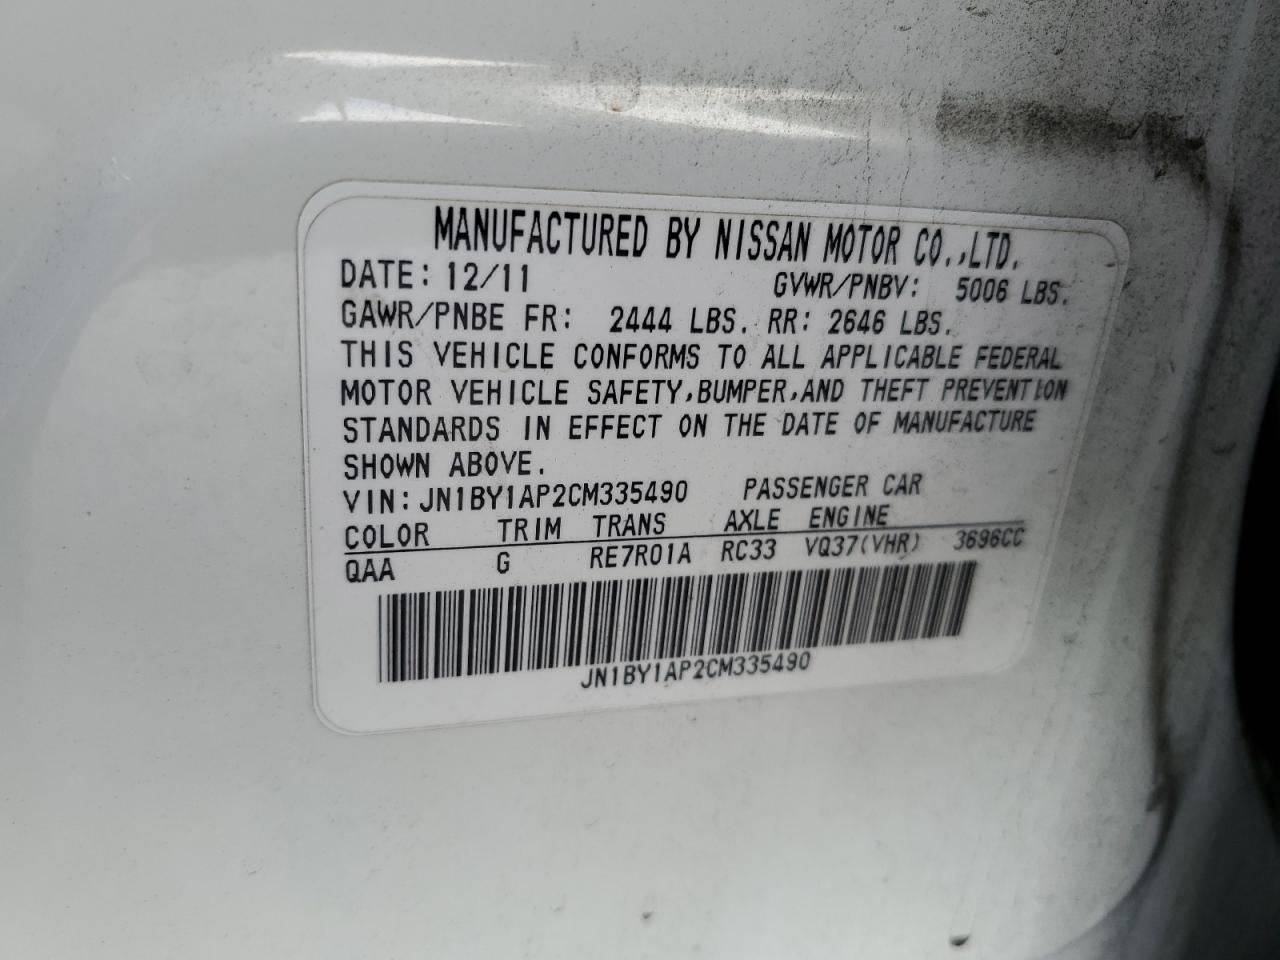 MANUFACTURED BY NISSAN MOTOR CO.,LTD.
DATE: 12/11 GVWR/PNBV: 5006 LBS.
GAWR/PNBE FR: 2444 LBS. RR: 2646 LBS.
THIS VEHICLE CONFORMS TO ALL APPLICABLE FEDERAL
MOTOR VEHICLE SAFETY,BUMPER,AND THEFT PREVENTION
STANDARDS IN EFFECT ON THE DATE OF MANUFACTURE
SHOWN ABOVE.
VIN: JN1BY1AP2CM335490 PASSENGER CAR
COLOR TRIM TRANS AXLE ENGINE
QAA G RE7R01A RC33 VQ37(VHR) 3696CC
JN1BY1AP2CM335490